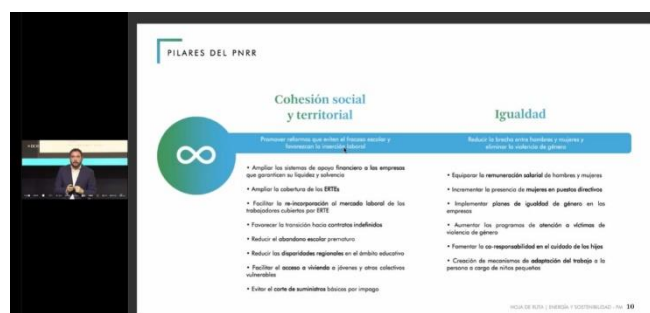 PILARES DEL PNRR
Cohesión social
y territorial
Promover reformas que eviten el fracaso escolar y
favorezcan la inserción laboral
• Ampliar los sistemas de apoyo financiero a las empresas
que garanticen su liquidez y solvencia
• Ampliar la cobertura de los ERTEs
• Facilitar la re-incorporación al mercado laboral de los
trabajadores cubiertos por ERTE
• Favorecer la transición hacia contratos indefinidos
• Reducir el abandono escolar prematuro
• Reducir las disparidades regionales en el ámbito educativo
• Facilitar el acceso a vivienda a jóvenes y otros colectivos
vulnerables
• Evitar el corte de suministros básicos por impago
Igualdad
Reducir la brecha entre hombres y mujeres y
eliminar la violencia de género
• Equiparar la remuneración salarial de hombres y mujeres
• Incrementar la presencia de mujeres en puestos directivos
• Implementar planes de igualdad de género en las
empresas
• Aumentar los programas de atención a víctimas de
violencia de género
• Fomentar la co-responsabilidad en el cuidado de los hijos
• Creación de mecanismos de adaptación del trabajo a la
persona a cargo de niños pequeños
HOJA DE RUTA | ENERGÍA Y SOSTENIBILIDAD - 10